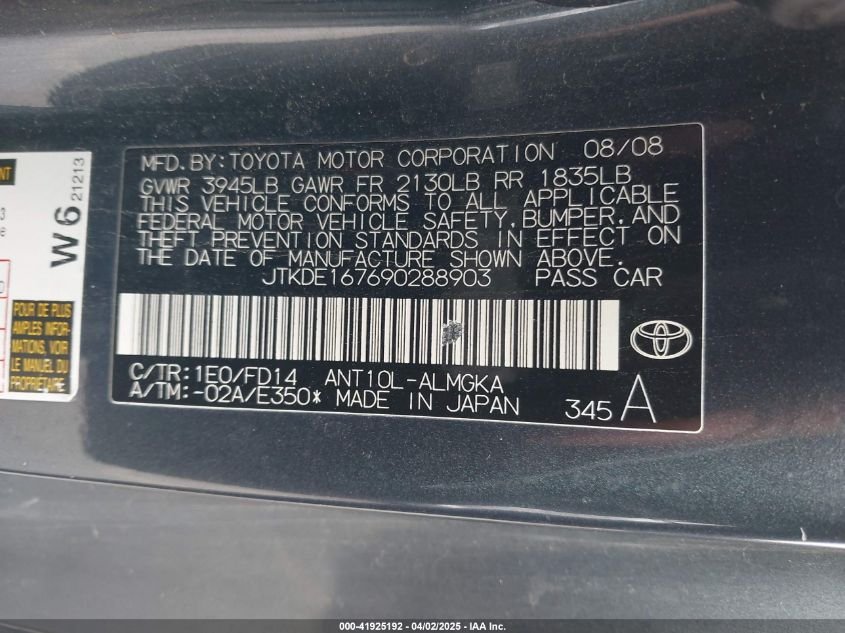 MFD. BY: TOYOTA MOTOR CORPORATION 08/08
GVWR 3945LB GAWR FR 2130LB RR 1835LB
THIS VEHICLE CONFORMS TO ALL APPLICABLE
FEDERAL MOTOR VEHICLE SAFETY, BUMPER, AND
THEFT PREVENTION STANDARDS IN EFFECT ON
THE DATE OF MANUFACTURE SHOWN ABOVE.
JTKDE167690288903 PASS CAR
C/TR: 1E0/FD14 ANT10L-ALMGKA
A/TM: -02A/E350* MADE IN JAPAN 345 A
W6
21213
POUR DE PLUS
AMPLES INFOR-
MATIONS, VOIR
LE MANUEL DU
000-41925192 - 04/02/2025 - IAA Inc.